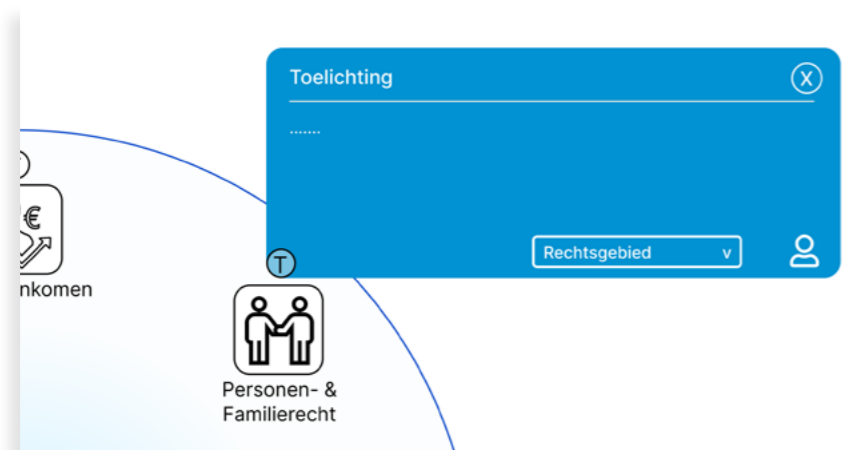 Toelichting
X
.......
€
T
Rechtsgebied v
nkomen
Personen- &
Familierecht